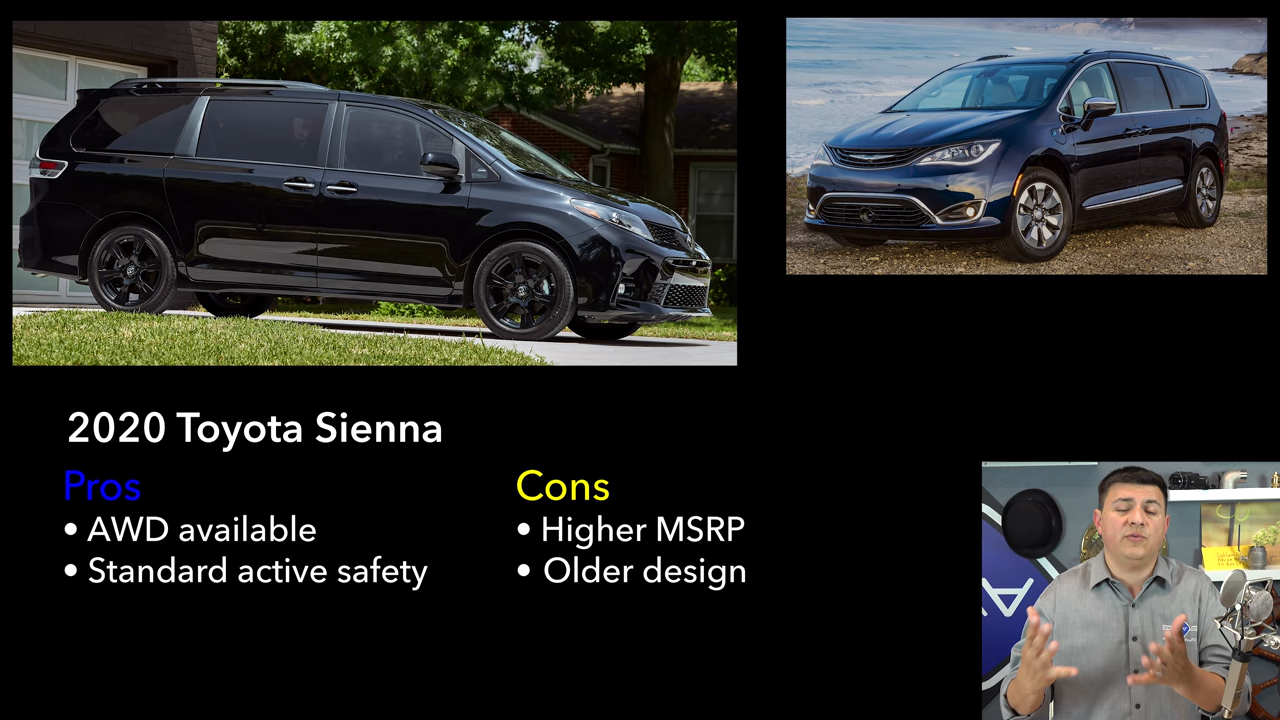 2020 Toyota Sienna
Pros
• AWD available
• Standard active safety
Cons
• Higher MSRP
• Older design